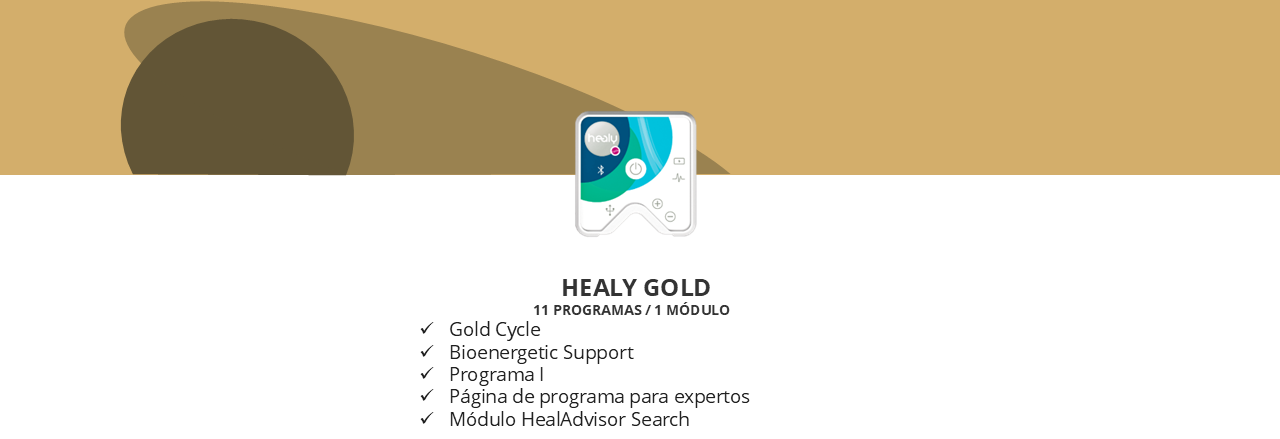 healy
HEALY GOLD
11 PROGRAMAS / 1 MÓDULO
✓ Gold Cycle
✓ Bioenergetic Support
✓ Programa I
✓ Página de programa para expertos
✓ Módulo HealAdvisor Search